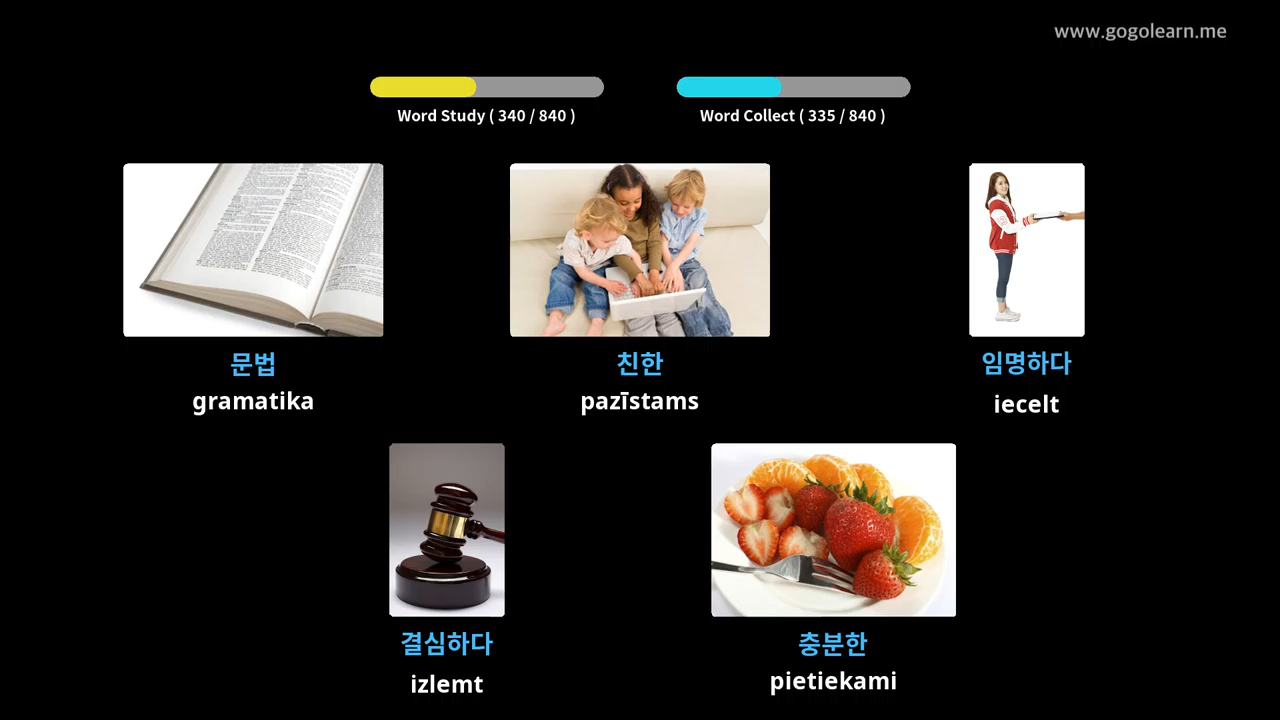 www.gogolearn.me
Word Study ( 340 / 840 )
Word Collect ( 335 / 840 )
문법
gramatika
친한
pazīstams
임명하다
iecelt
결심하다
izlemt
충분한
pietiekami